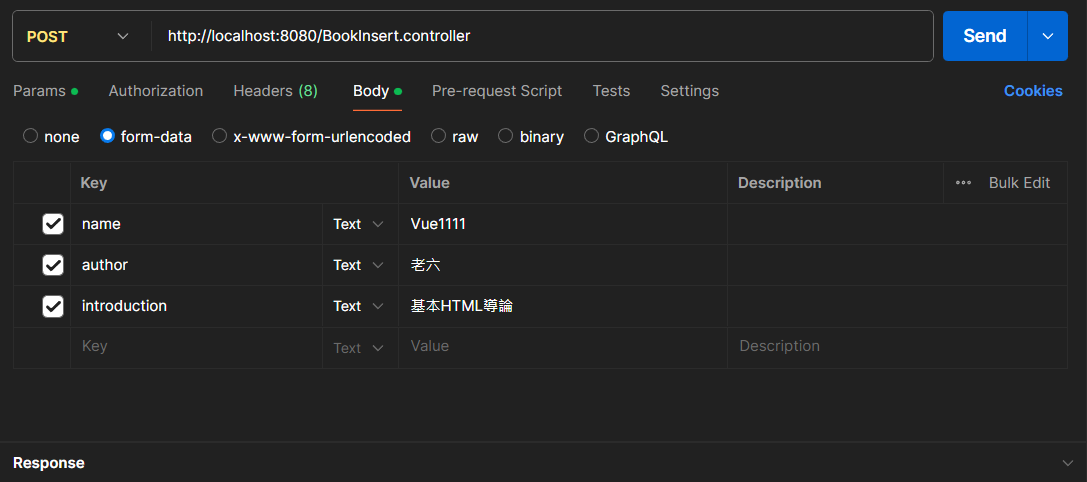 POST http://localhost:8080/BookInsert.controller Send
Params Authorization Headers (8) Body Pre-request Script Tests Settings Cookies
none form-data x-www-form-urlencoded raw binary GraphQL
Key Value Description ••• Bulk Edit
name Text Vue1111
author Text 老六
introduction Text 基本HTML導論
Key Text Value Description
Response